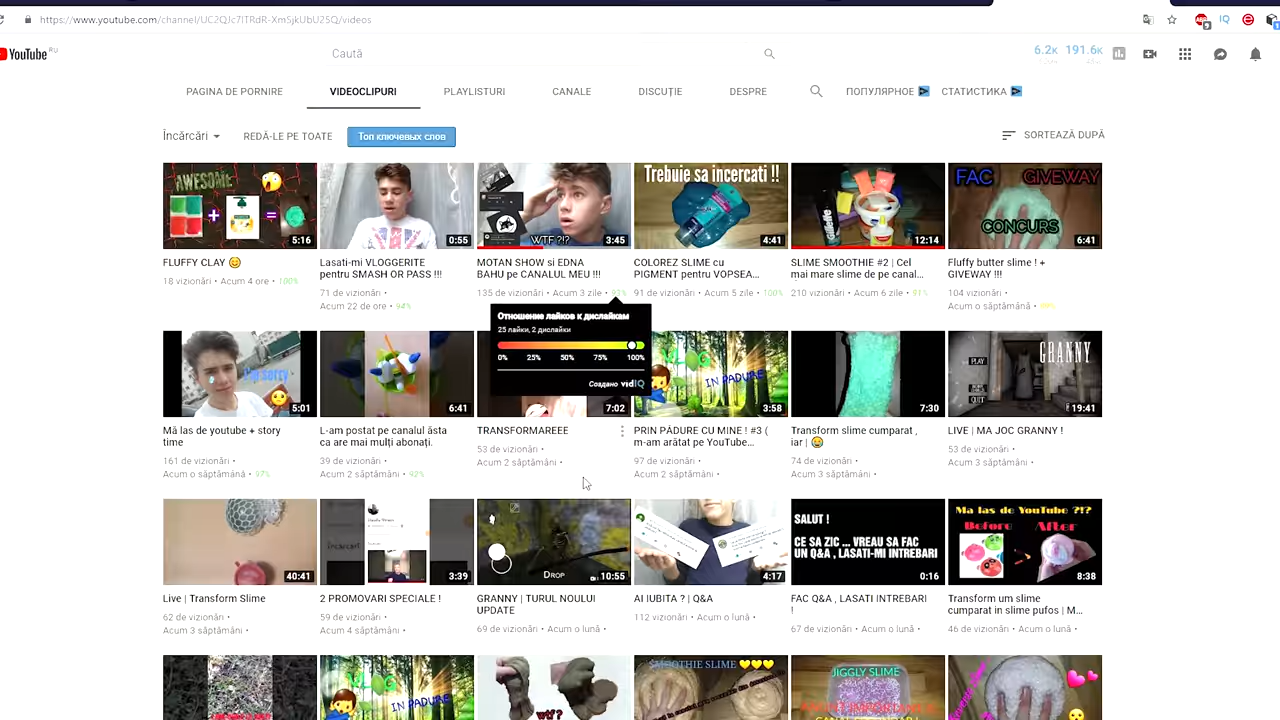 https://www.youtube.com/channel/UC2QJc7ITRdR-XmSjkUbU25Q/videos
YouTube RU
Caută
6.2K 191.6K
PAGINA DE PORNIRE VIDEOCLIPURI PLAYLISTURI CANALE DISCUȚIE DESPRE ПОПУЛЯРНОЕ СТАТИСТИКА
Încărcări REDĂ-LE PE TOATE Топ ключевых слов SORTEAZĂ DUPĂ
AWESOME
5:16
0:55
WTF ?!?
3:45
Trebuie sa incercati !!
4:41
Gillette
12:14
FAC GIVEWAY
CONCURS
6:41
FLUFFY CLAY 😊
18 vizionări • Acum 4 ore • 100%
Lasati-mi VLOGGERITE
pentru SMASH OR PASS !!!
71 de vizionări •
Acum 22 de ore • 94%
MOTAN SHOW si EDNA
BAHU pe CANALUL MEU !!!
135 de vizionări • Acum 3 zile • 93%
COLOREZ SLIME cu
PIGMENT pentru VOPSEA...
91 de vizionări • Acum 5 zile • 100%
SLIME SMOOTHIE #2 | Cel
mai mare slime de pe canal...
210 vizionări • Acum 6 zile • 91%
Fluffy butter slime ! +
GIVEWAY !!!
104 vizionări •
Acum o săptămână •
Отношение лайков к дислайкам
25 лайки, 2 дислайки
0% 25% 50% 75% 100%
Создано vidIQ
I'm sorry
5:01
6:41
7:02
VLOG
IN PADURE
3:58
7:30
GRANNY
PLAY
QUIT
19:41
Mă las de youtube + story
time
161 de vizionări •
Acum o săptămână • 97%
L-am postat pe canalul ăsta
ca are mai mulți abonați.
39 de vizionări •
Acum 2 săptămâni • 92%
TRANSFORMAREEE
53 de vizionări •
Acum 2 săptămâni •
PRIN PĂDURE CU MINE ! #3 (
m-am arătat pe YouTube...
97 de vizionări •
Acum 2 săptămâni •
Transform slime cumparat ,
iar | 😂
74 de vizionări •
Acum 3 săptămâni •
LIVE | MA JOC GRANNY !
53 de vizionări •
Acum 3 săptămâni •
40:41
3:39
DROP
10:55
4:17
SALUT !
CE SA ZIC ... VREAU SA FAC
UN Q&A , LASATI-MI INTREBARI
0:16
Ma las de YouTube ?!?
Before After
8:38
Live | Transform Slime
62 de vizionări •
Acum 3 săptămâni •
2 PROMOVARI SPECIALE !
59 de vizionări •
Acum 4 săptămâni •
GRANNY | TURUL NOULUI
UPDATE
69 de vizionări • Acum o lună •
AI IUBITA ? | Q&A
112 vizionări • Acum o lună •
FAC Q&A , LASATI INTREBARI
!
67 de vizionări • Acum o lună •
Transform um slime
cumparat in slime pufos | M...
46 de vizionări • Acum o lună •
VLOG
IN PADURE
wtf ?
SMOOTHIE SLIME 💛💛💛
JIGGLY SLIME